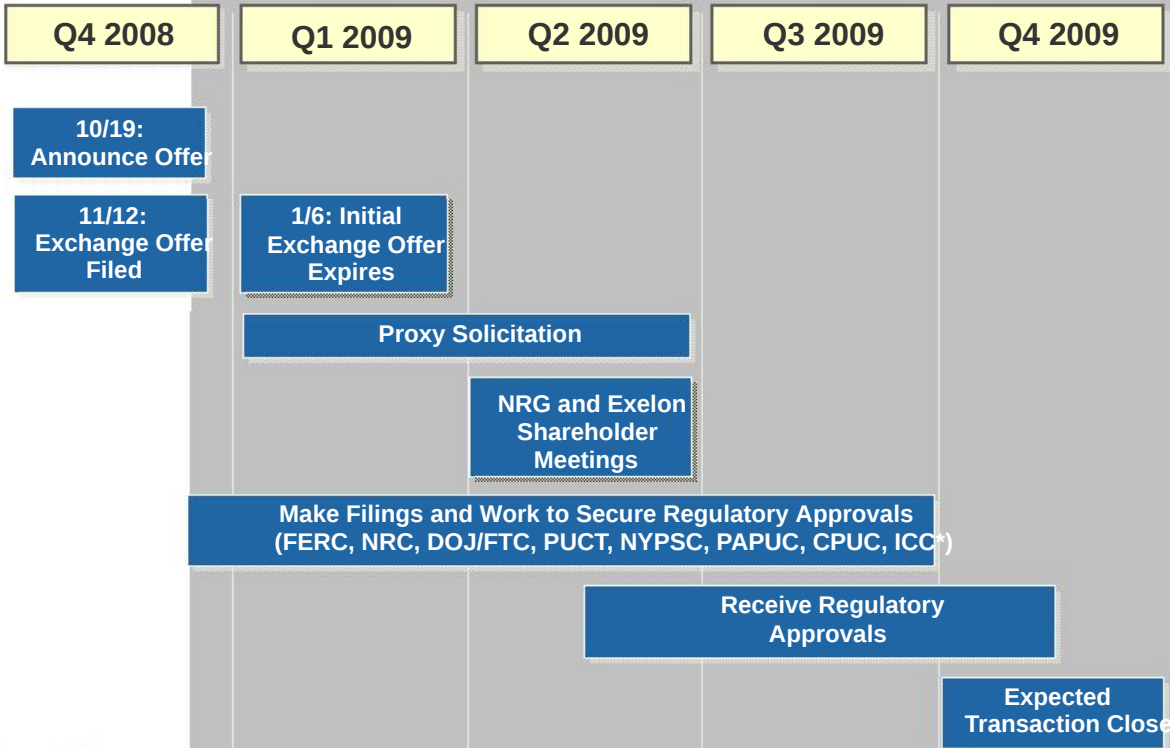 Q4 2008
Q1 2009
Q2 2009
Q3 2009
Q4 2009
10/19:
Announce Offer
11/12:
Exchange Offer
Filed
1/6: Initial
Exchange Offer
Expires
Proxy Solicitation
NRG and Exelon
Shareholder
Meetings
Make Filings and Work to Secure Regulatory Approvals
(FERC, NRC, DOJ/FTC, PUCT, NYPSC, PAPUC, CPUC, ICC*)
Receive Regulatory
Approvals
Expected
Transaction Close